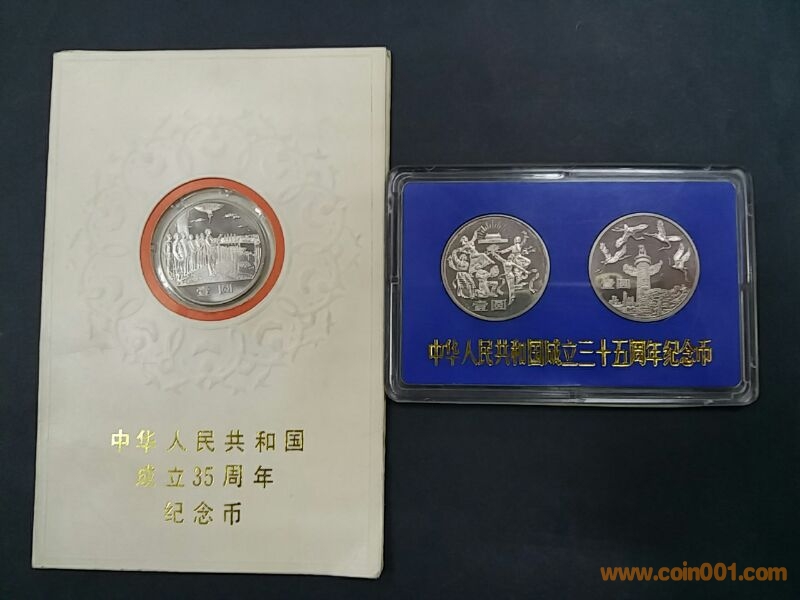 壹圆
中华人民共和国
成立35周年
纪念币
壹圆
壹圆
中华人民共和国成立三十五周年纪念币
www.coin001.com